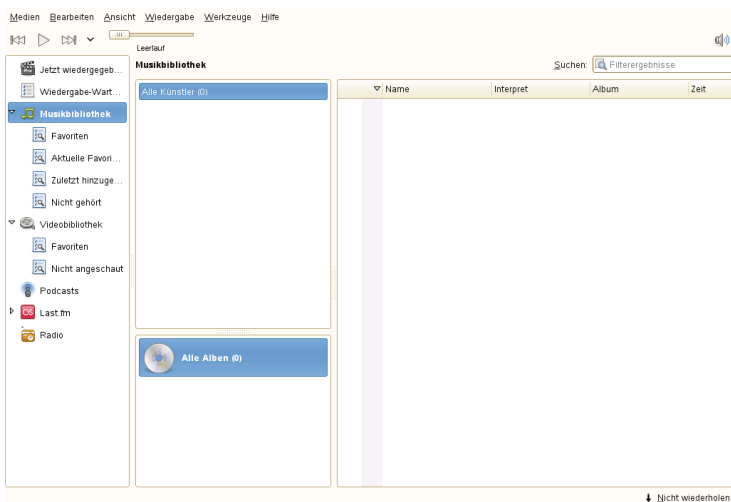 Medien Bearbeiten Ansicht Wiedergabe Werkzeuge Hilfe
Leerlauf
Musikbibliothek
Suchen: Filterergebnisse
Jetzt wiedergegeb...
Wiedergabe-Wart...
Musikbibliothek
Favoriten
Aktuelle Favori...
Zuletzt hinzuge...
Nicht gehört
Videobibliothek
Favoriten
Nicht angeschaut
Podcasts
Last.fm
Radio
Alle Künstler (0)
Alle Alben (0)
Name Interpret Album Zeit
Nicht wiederholen